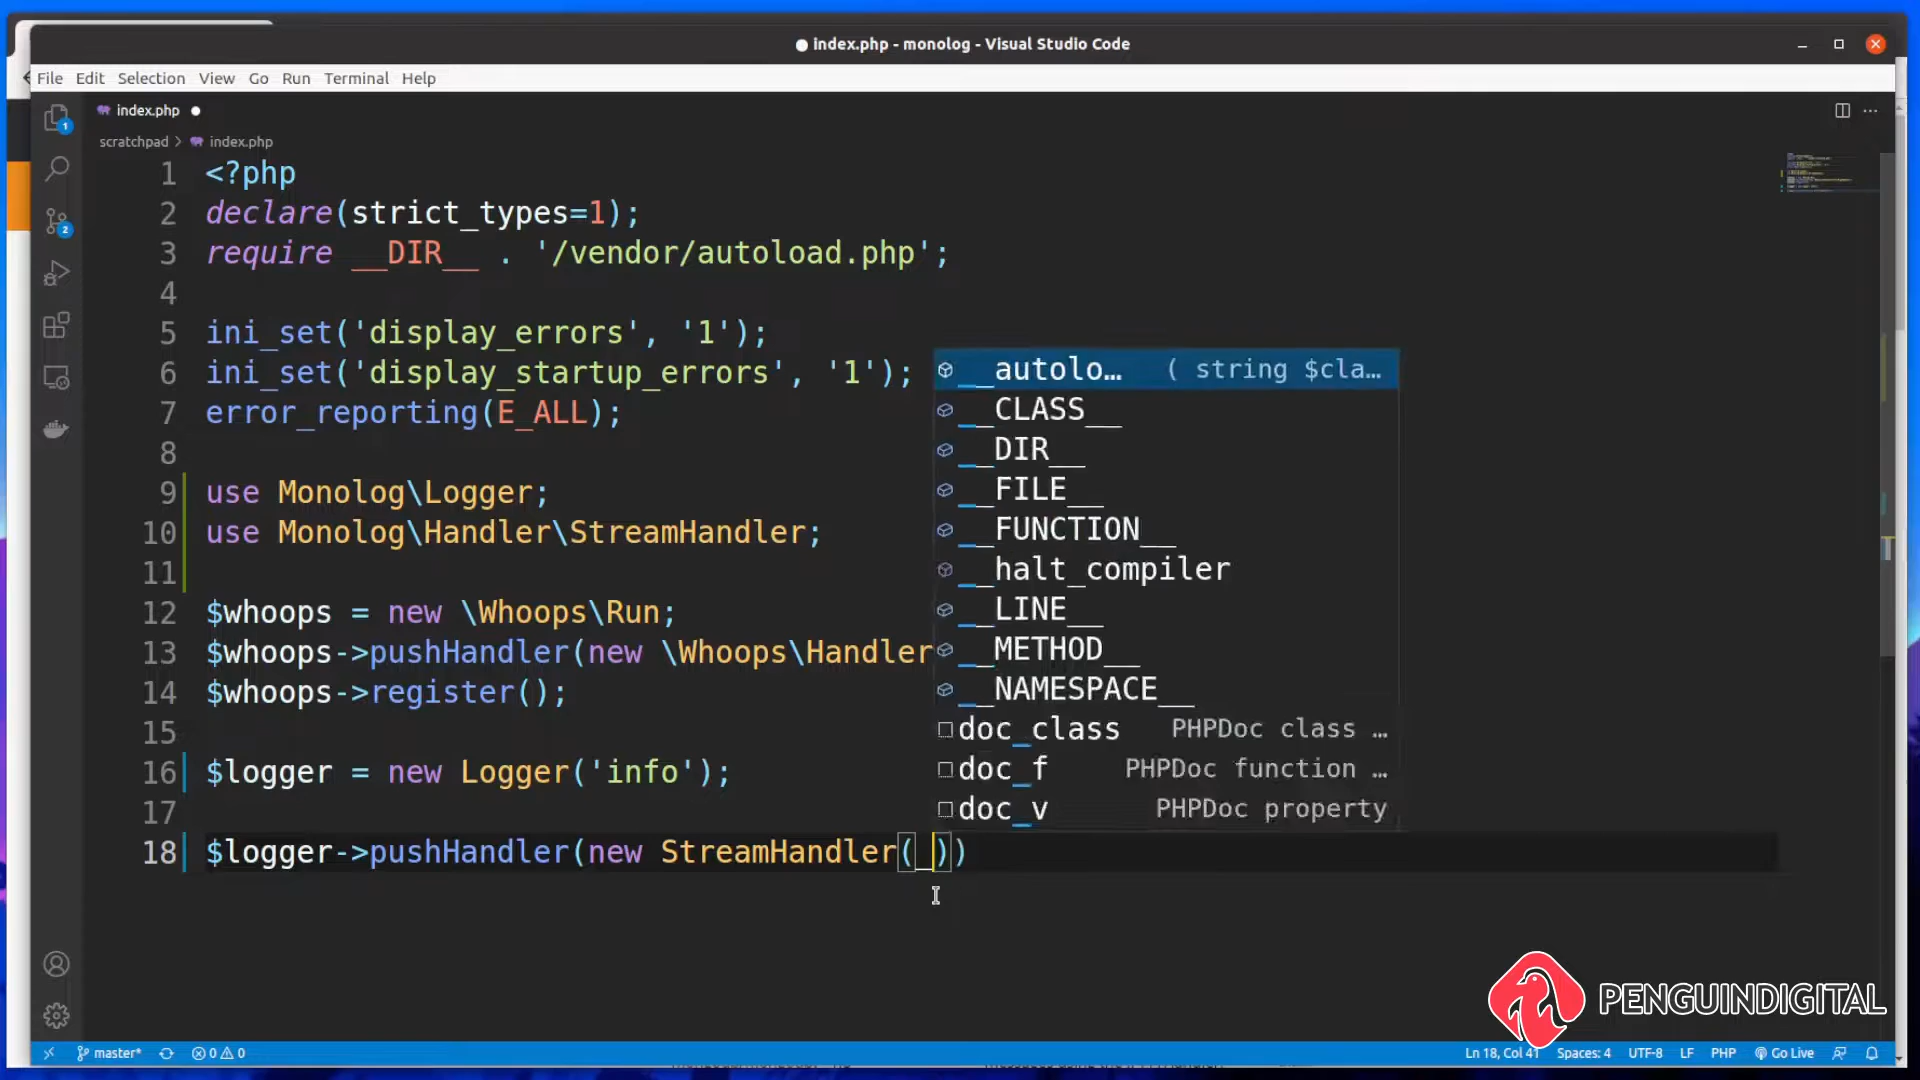 index.php - monolog - Visual Studio Code
File Edit Selection View Go Run Terminal Help
index.php
scratchpad > index.php
1 <?php
2 declare(strict_types=1);
3 require __DIR__ . '/vendor/autoload.php';
4
5 ini_set('display_errors', '1');
6 ini_set('display_startup_errors', '1');
7 error_reporting(E_ALL);
8
9 use Monolog\Logger;
10 use Monolog\Handler\StreamHandler;
11
12 $whoops = new \Whoops\Run;
13 $whoops->pushHandler(new \Whoops\Handler
14 $whoops->register();
15
16 $logger = new Logger('info');
17
18 $logger->pushHandler(new StreamHandler(_))
__autolo… ( string $cla…
__CLASS__
__DIR__
__FILE__
__FUNCTION__
__halt_compiler
__LINE__
__METHOD__
__NAMESPACE__
doc_class PHPDoc class …
doc_f PHPDoc function …
doc_v PHPDoc property
1
2
PENGUINDIGITAL
master* 0 0 Ln 18, Col 41 Spaces: 4 UTF-8 LF PHP Go Live